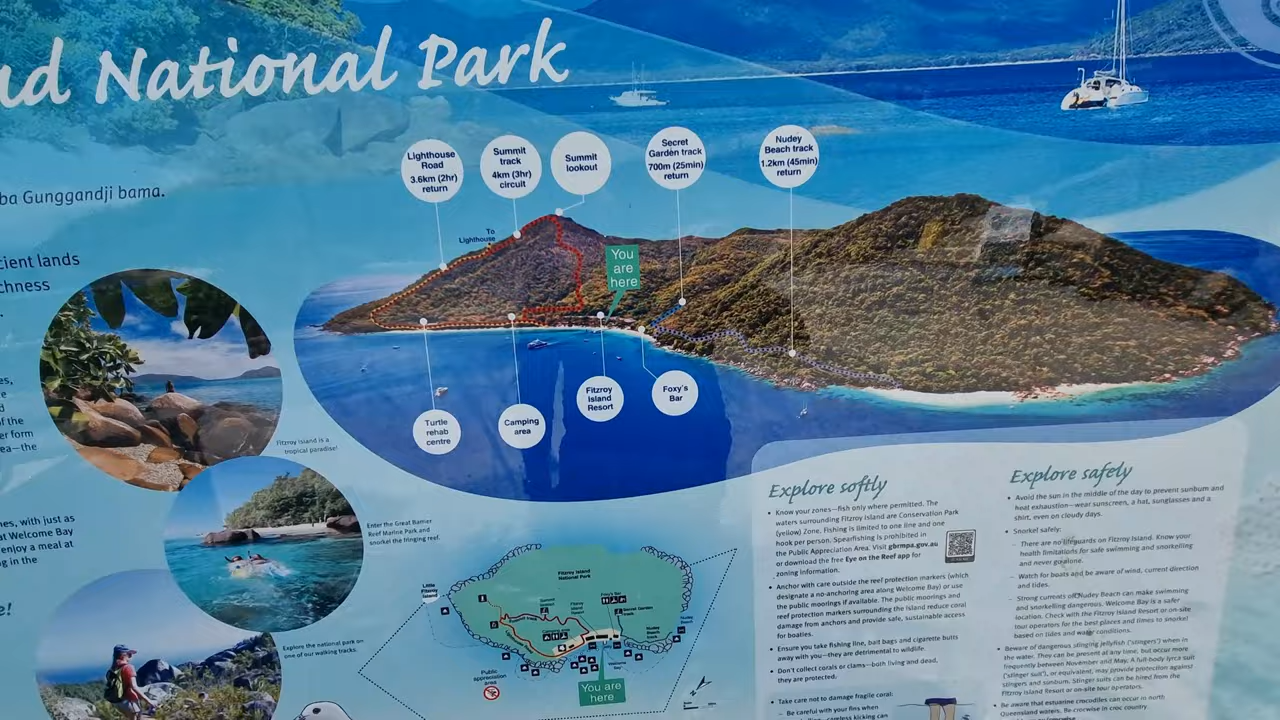 nd National Park
ba Gunggandji bama.
cient lands
chness
es,
of the
er form
ea—the
nes, with just as
at Welcome Bay
enjoy a meal at
g in the
e!
Lighthouse
Road
3.6km (2hr)
return
Summit
track
4km (3hr)
circuit
Summit
lookout
Secret
Garden track
700m (25min)
return
Nudey
Beach track
1.2km (45min)
return
To
Lighthouse
You
are
here
Turtle
rehab
centre
Camping
area
Fitzroy
Island
Resort
Foxy's
Bar
Fitzroy Island is a
tropical paradise!
Enter the Great Barrier
Reef Marine Park and
snorkel the fringing reef.
Explore the national park on
one of our walking tracks.
Little
Fitzroy
Island
Fitzroy Island
National Park
Public
appreciation
area
You are
here
Explore softly
• Know your zones—fish only where permitted. The
waters surrounding Fitzroy Island are Conservation Park
(yellow) Zone. Fishing is limited to one line and one
hook per person. Spearfishing is prohibited in
the Public Appreciation Area. Visit gbrmpa.gov.au
or download the free Eye on the Reef app for
zoning information.
• Anchor with care outside the reef protection markers (which
designate a no-anchoring area along Welcome Bay) or use
the public moorings if available. The public moorings and
reef protection markers surrounding the Island reduce coral
damage from anchors and provide safe, sustainable access
for boaties.
• Ensure you take fishing line, bait bags and cigarette butts
away with you—they are detrimental to wildlife.
• Don't collect corals or clams—both living and dead,
they are protected.
• Take care not to damage fragile coral:
– Be careful with your fins when
careless kicking can
Explore safely
• Avoid the sun in the middle of the day to prevent sunburn and
heat exhaustion—wear sunscreen, a hat, sunglasses and a
shirt, even on cloudy days.
• Snorkel safely:
– There are no lifeguards on Fitzroy Island. Know your
health limitations for safe swimming and snorkelling
and never go alone.
– Watch for boats and be aware of wind, current direction
and tides.
– Strong currents off Nudey Beach can make swimming
and snorkelling dangerous. Welcome Bay is a safer
location. Check with the Fitzroy Island Resort or on-site
tour operators for the best places and times to snorkel
based on tides and water conditions.
• Beware of dangerous stinging jellyfish ('stingers') when in
the water. They can be present at any time, but occur more
frequently between November and May. A full-body lycra suit
('stinger suit'), or equivalent, may provide protection against
stingers and sunburn. Stinger suits can be hired from the
Fitzroy Island Resort or on-site tour operators.
• Be aware that estuarine crocodiles can occur in north
Queensland waters. Be crocwise in croc country.